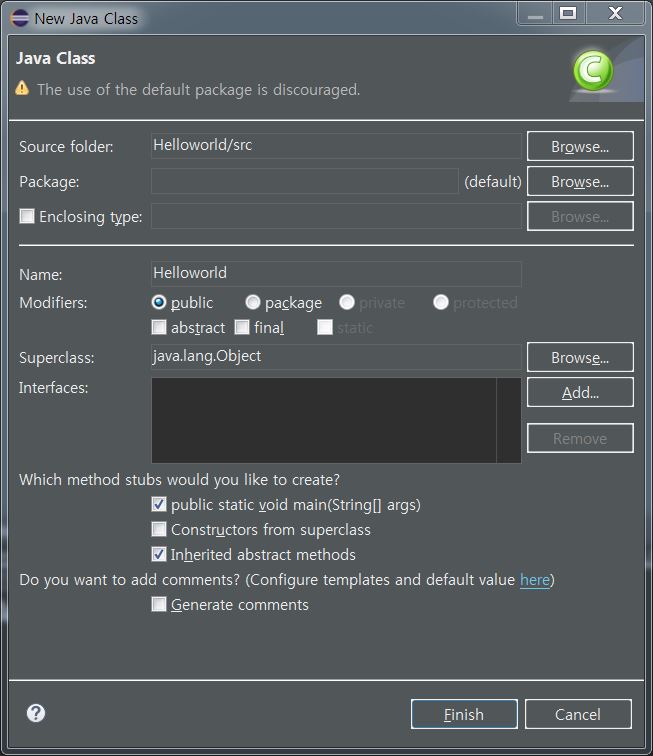 New Java Class
Java Class
The use of the default package is discouraged.
Source folder: Helloworld/src Browse...
Package: (default) Browse...
Enclosing type: Browse...
Name: Helloworld
Modifiers: public package private protected
abstract final static
Superclass: java.lang.Object Browse...
Interfaces: Add...
Remove
Which method stubs would you like to create?
public static void main(String[] args)
Constructors from superclass
Inherited abstract methods
Do you want to add comments? (Configure templates and default value here)
Generate comments
? Finish Cancel